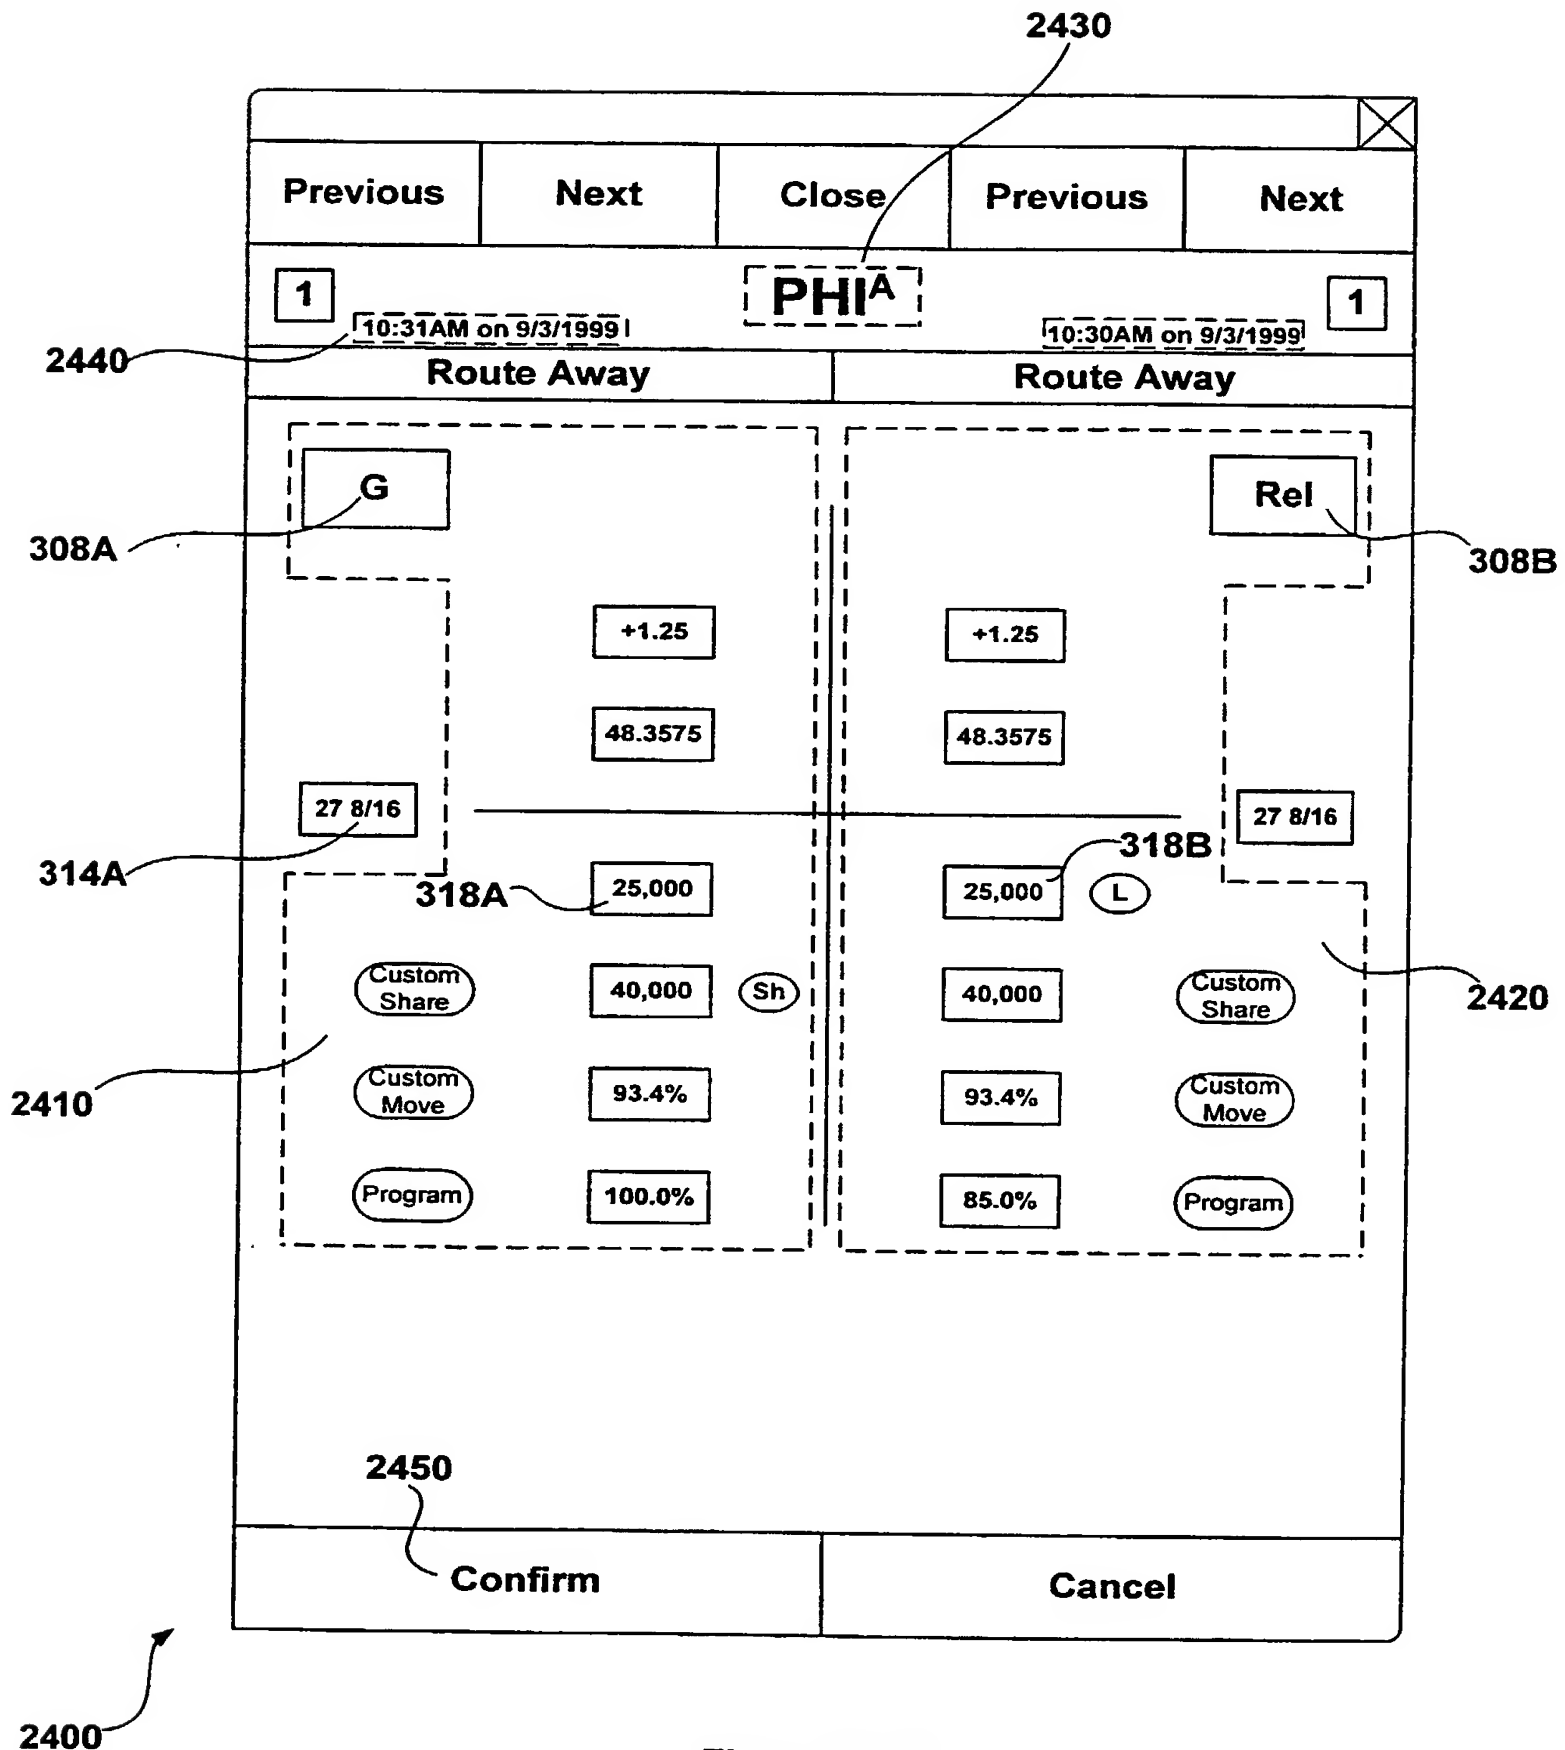 2430
Previous Next Close Previous Next
1 PHI^A 1
10:31AM on 9/3/1999 10:30AM on 9/3/1999
2440
Route Away Route Away
G Rel
308A 308B
+1.25 +1.25
48.3575 48.3575
27 8/16 27 8/16
314A 318B
318A 25,000 25,000 L
Custom Share 40,000 Sh 40,000 Custom Share
2420
2410
Custom Move 93.4% 93.4% Custom Move
Program 100.0% 85.0% Program
2450
Confirm Cancel
2400